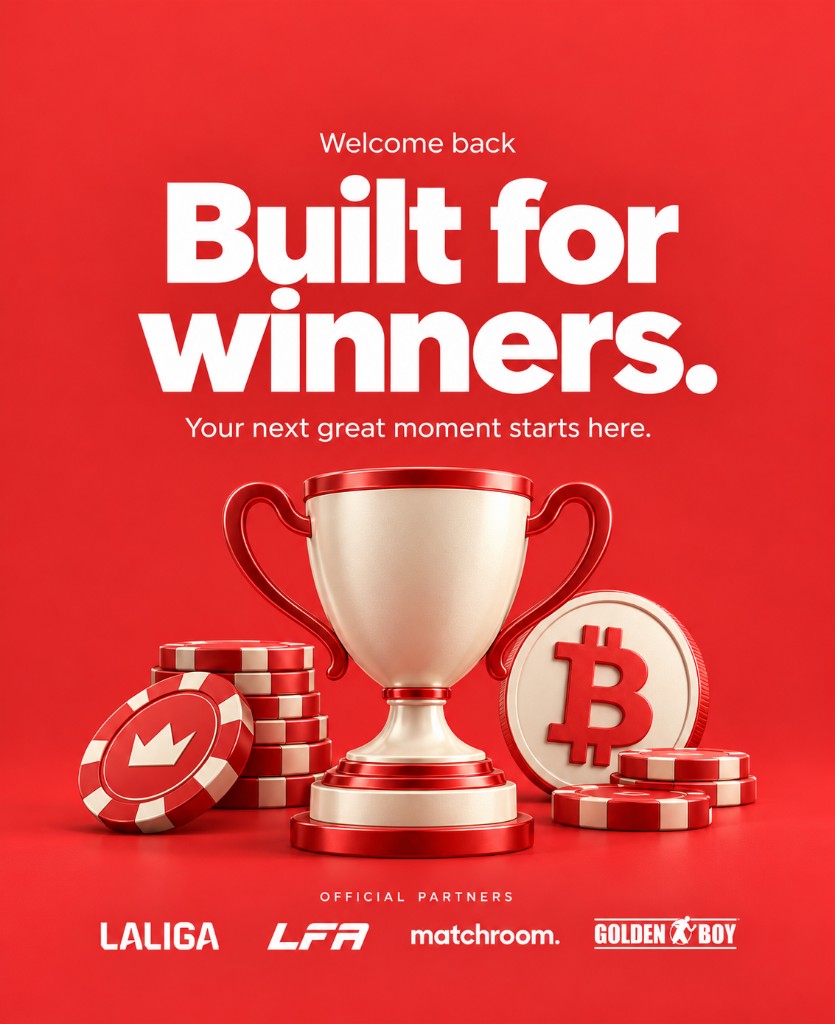 Welcome back
Built for
winners.
Your next great moment starts here.
OFFICIAL PARTNERS
LALIGA LFA matchroom. GOLDEN BOY